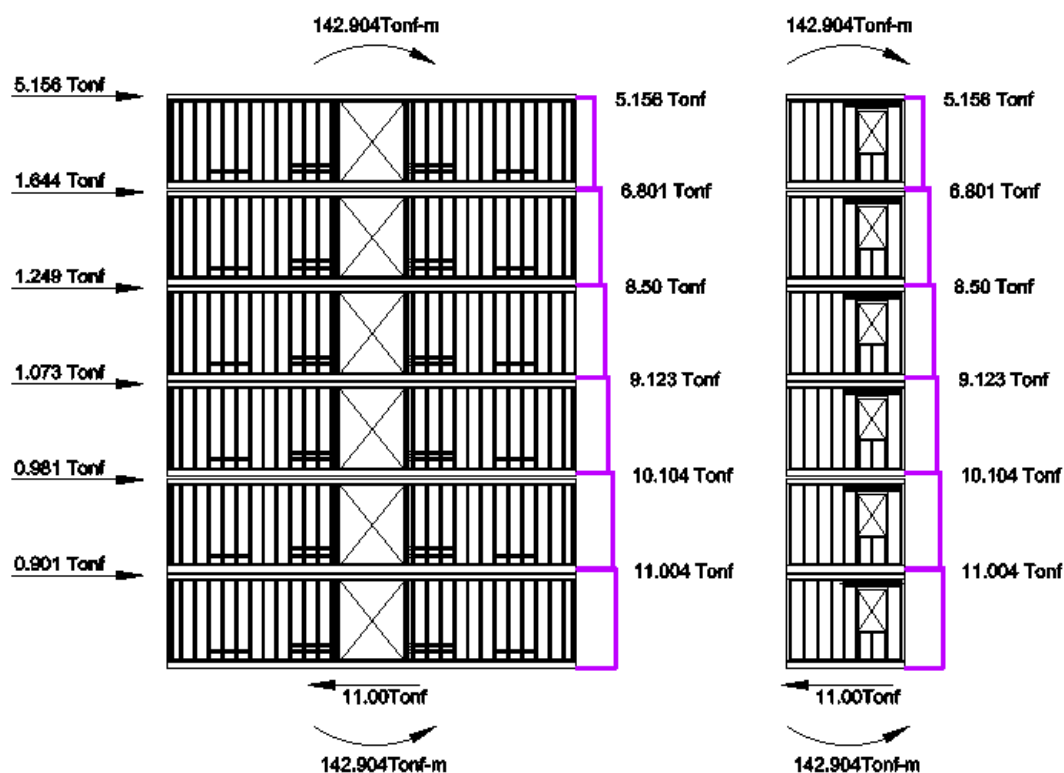 142.904Tonf-m
142.904Tonf-m
5.156 Tonf
5.156 Tonf
5.156 Tonf
1.644 Tonf
6.801 Tonf
6.801 Tonf
1.249 Tonf
8.50 Tonf
8.50 Tonf
1.073 Tonf
9.123 Tonf
9.123 Tonf
0.981 Tonf
10.104 Tonf
10.104 Tonf
0.901 Tonf
11.004 Tonf
11.004 Tonf
11.00Tonf
11.00Tonf
142.904Tonf-m
142.904Tonf-m